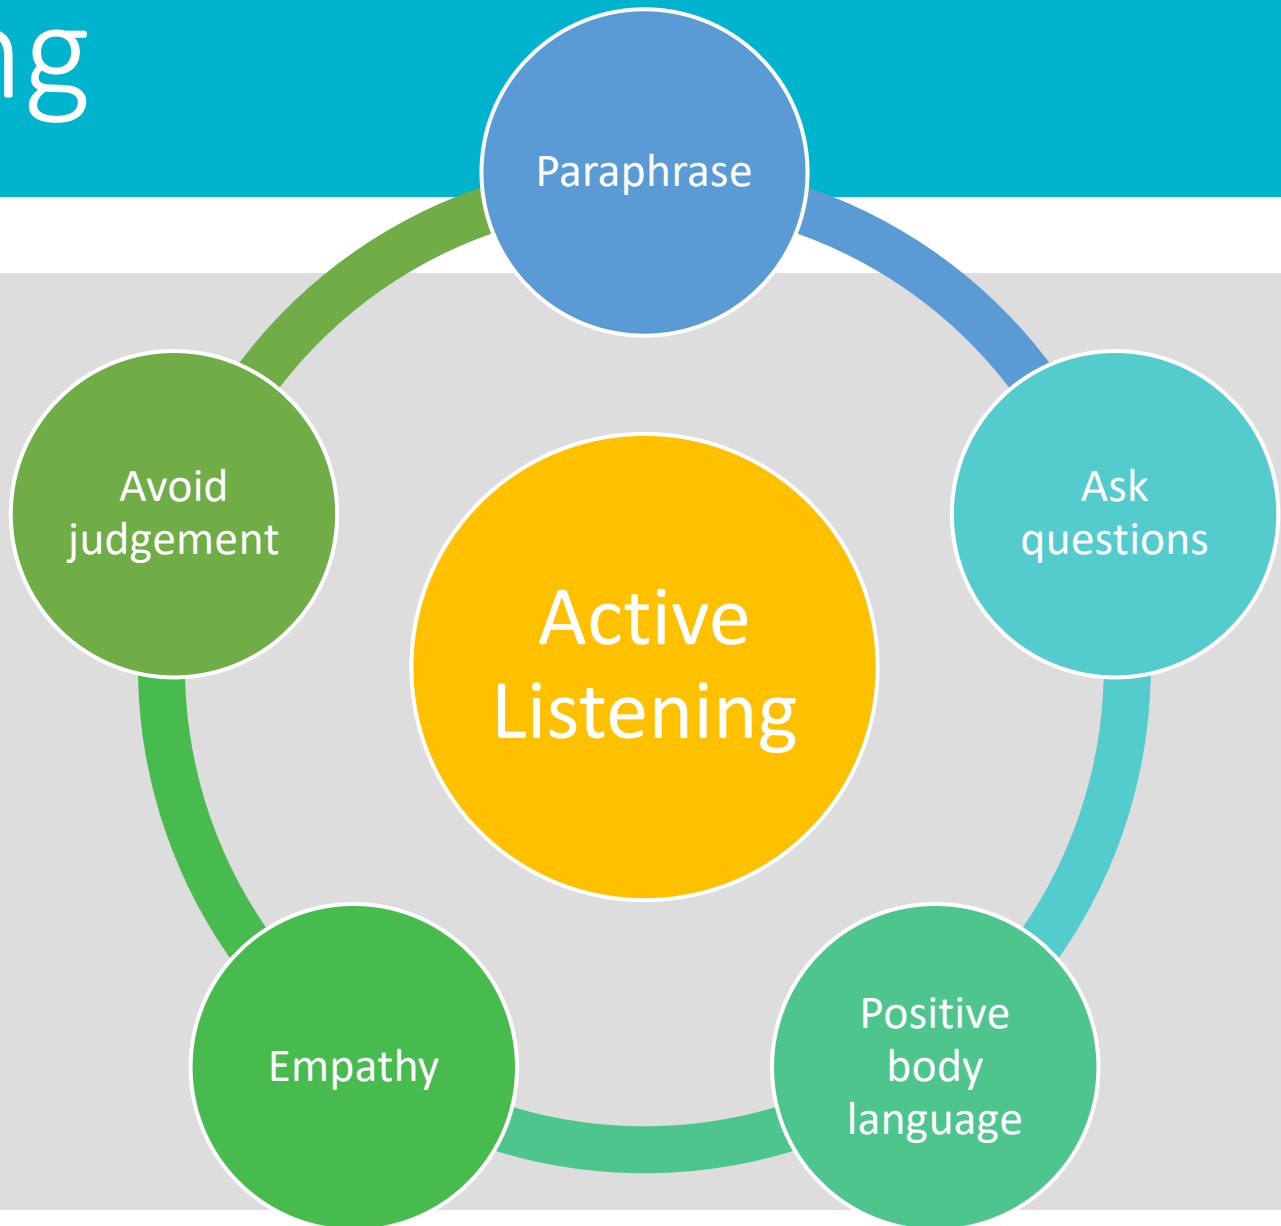 ng
Paraphrase
Ask
questions
Positive
body
language
Empathy
Avoid
judgement
Active
Listening